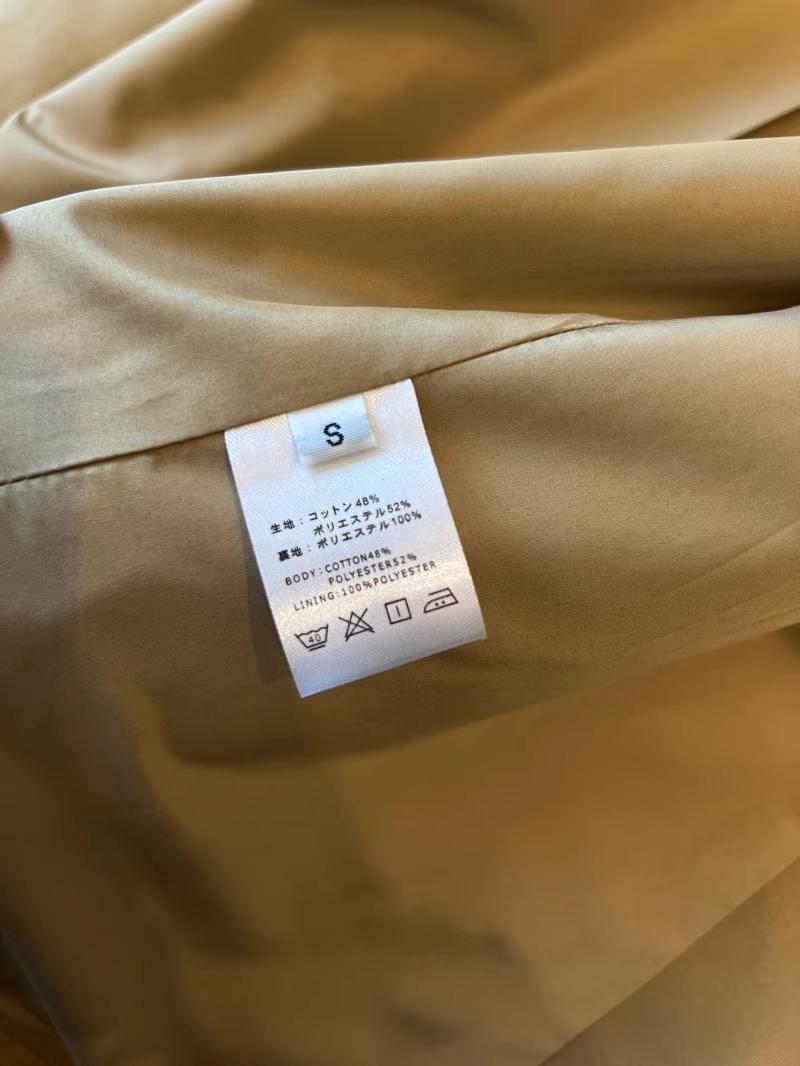 S
生地：コットン48%
ポリエステル52%
裏地：ポリエステル100%
BODY:COTTON48%
POLYESTER52%
LINING:100%POLYESTER
40